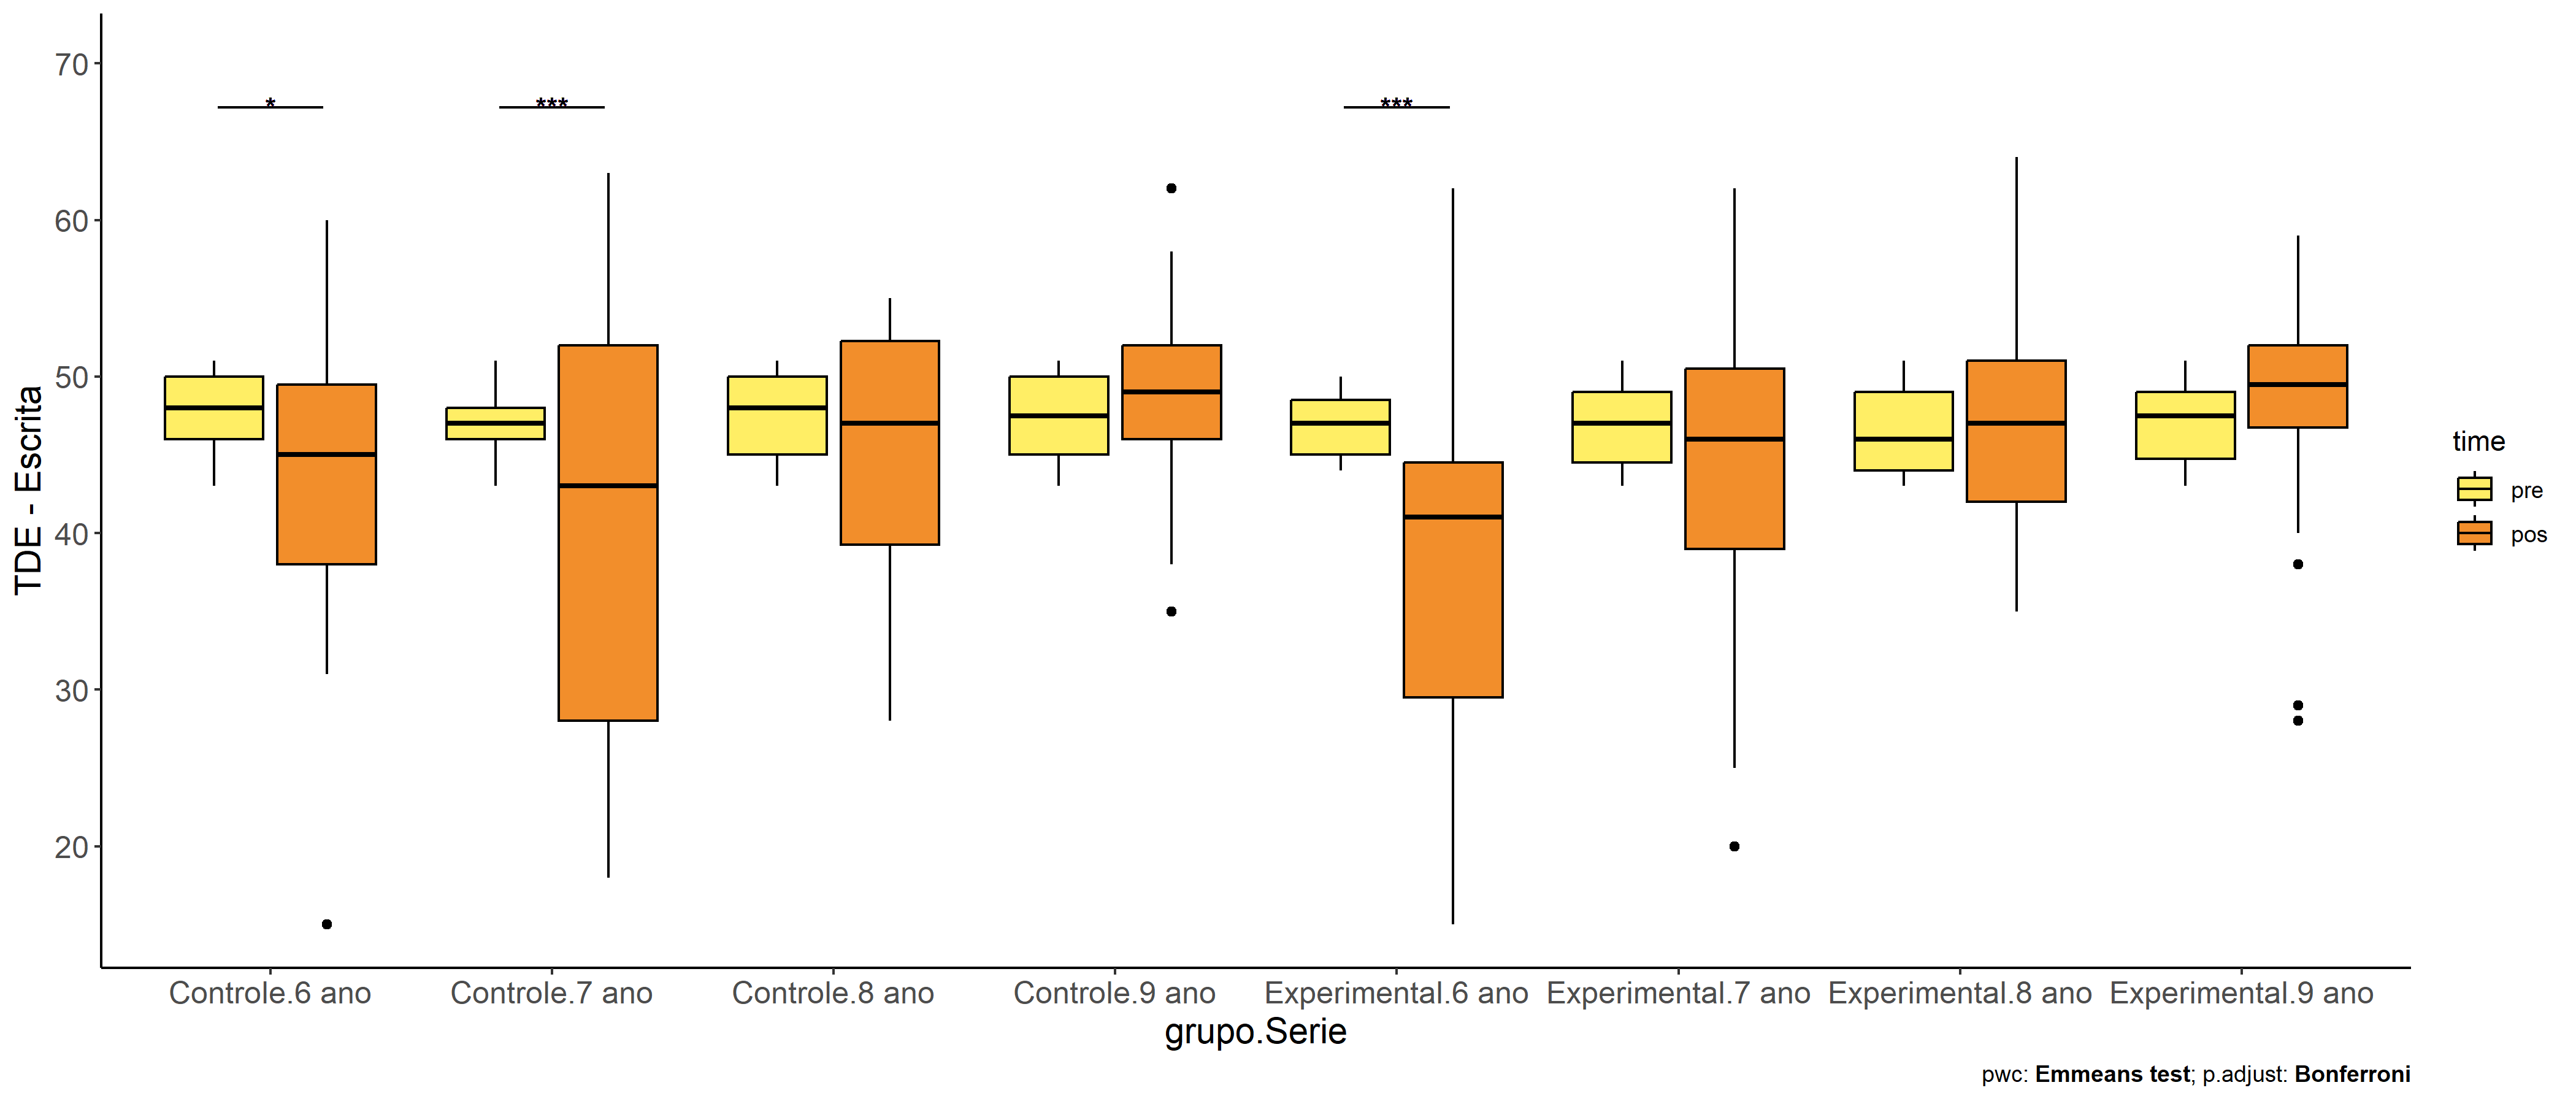 70
60
50
40
30
20
TDE - Escrita
* *** ***
Controle.6 ano Controle.7 ano Controle.8 ano Controle.9 ano Experimental.6 ano Experimental.7 ano Experimental.8 ano Experimental.9 ano
grupo.Serie
time
pre
pos
pwc: Emmeans test; p.adjust: Bonferroni